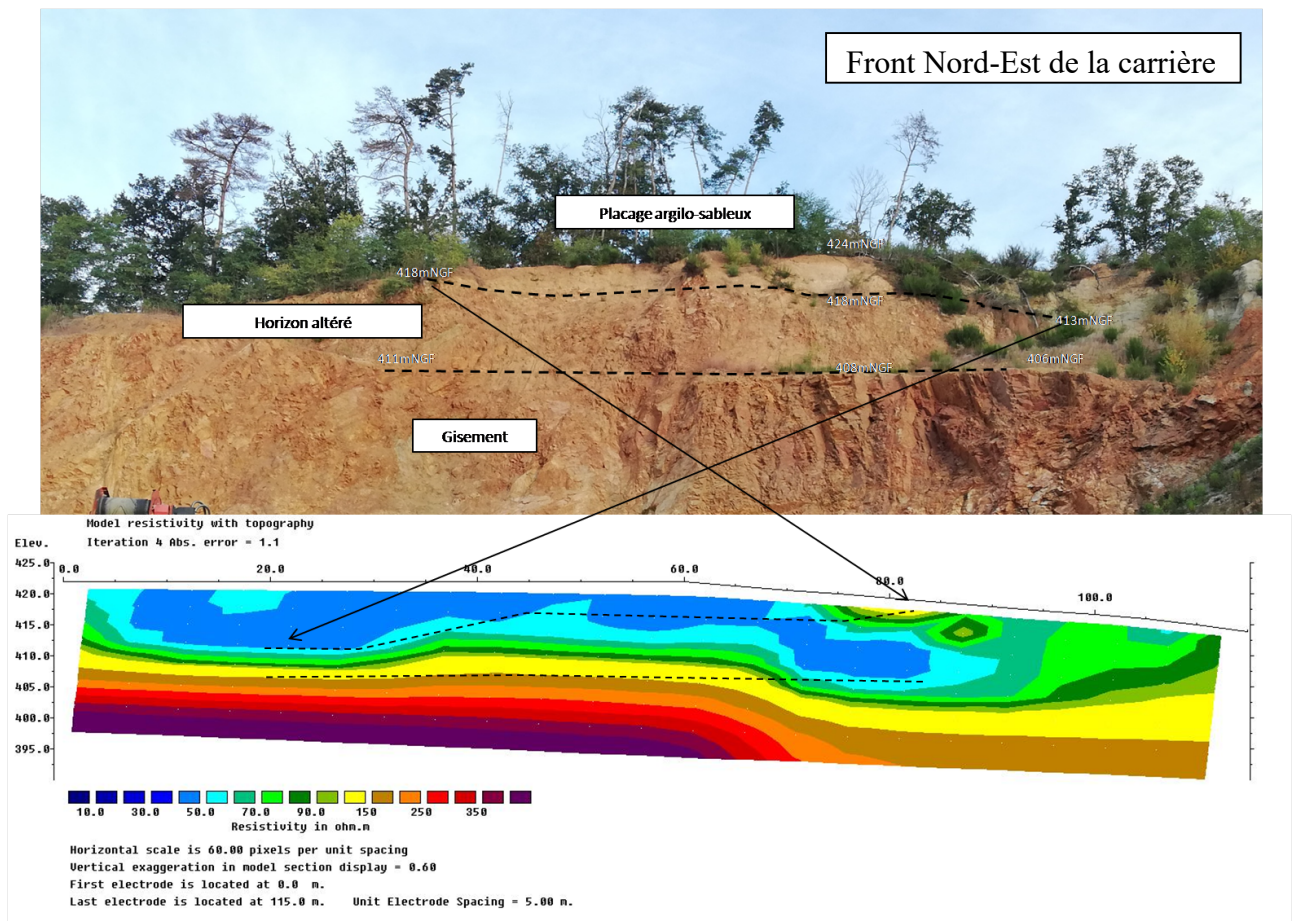 Front Nord-Est de la carrière
Placage argilo-sableux
424mNGF
418mNGF
418mNGF
Horizon altéré
413mNGF
411mNGF
408mNGF
406mNGF
Gisement
Model resistivity with topography
Iteration 4 Abs. error = 1.1
Elev.
425.0
0.0 20.0 40.0 60.0 80.0 100.0
420.0
415.0
410.0
405.0
400.0
395.0
10.0 30.0 50.0 70.0 90.0 150 250 350
Resistivity in ohm.m
Horizontal scale is 60.00 pixels per unit spacing
Vertical exaggeration in model section display = 0.60
First electrode is located at 0.0 m.
Last electrode is located at 115.0 m. Unit Electrode Spacing = 5.00 m.